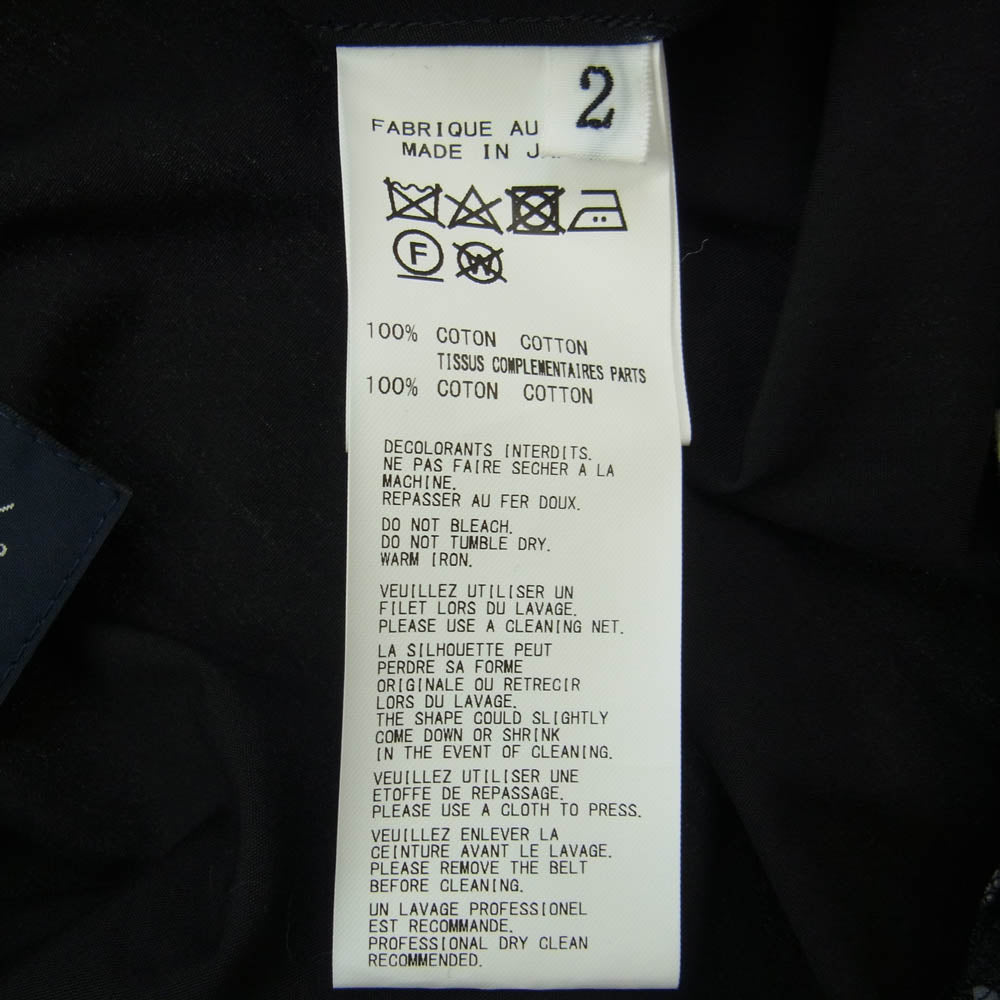 2
FABRIQUE AU
MADE IN
F
W
100% COTON COTTON
TISSUS COMPLEMENTAIRES PARTS
100% COTON COTTON
DECOLORANTS INTERDITS.
NE PAS FAIRE SECHER A LA
MACHINE.
REPASSER AU FER DOUX.
DO NOT BLEACH.
DO NOT TUMBLE DRY.
WARM IRON.
VEUILLEZ UTILISER UN
FILET LORS DU LAVAGE.
PLEASE USE A CLEANING NET.
LA SILHOUETTE PEUT
PERDRE SA FORME
ORIGINALE OU RETRECIR
LORS DU LAVAGE.
THE SHAPE COULD SLIGHTLY
COME DOWN OR SHRINK
IN THE EVENT OF CLEANING.
VEUILLEZ UTILISER UNE
ETOFFE DE REPASSAGE.
PLEASE USE A CLOTH TO PRESS.
VEUILLEZ ENLEVER LA
CEINTURE AVANT LE LAVAGE.
PLEASE REMOVE THE BELT
BEFORE CLEANING.
UN LAVAGE PROFESSIONEL
EST RECOMMANDE.
PROFESSIONAL DRY CLEAN
RECOMMENDED.